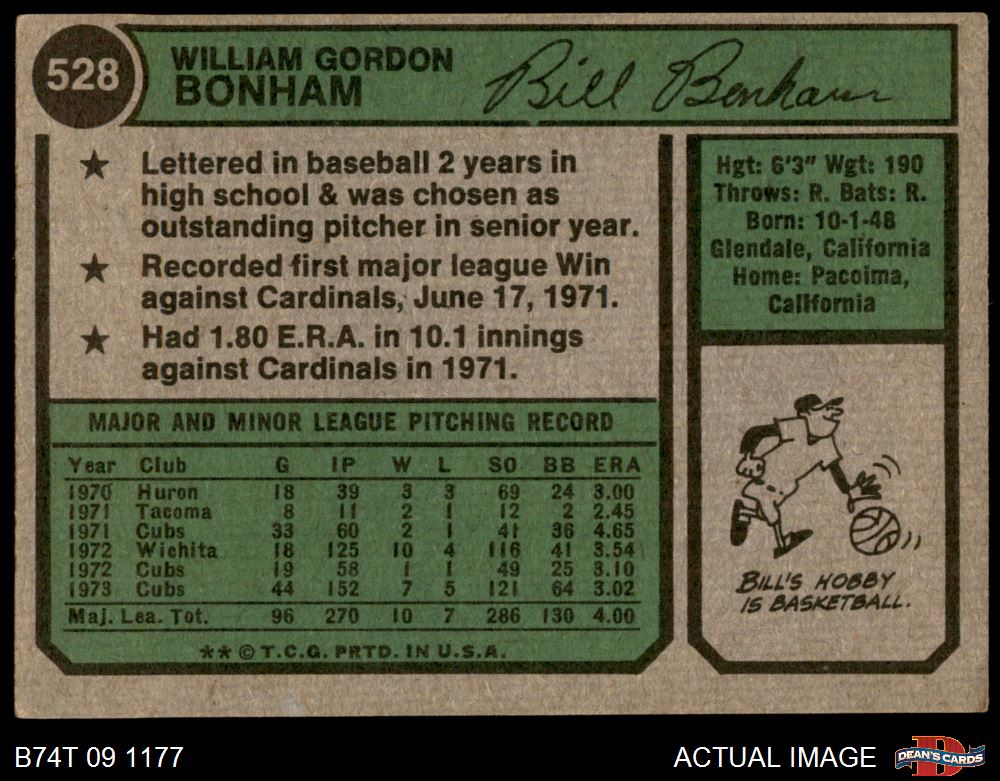 528
WILLIAM GORDON
BONHAM
Bill Bonham
★ Lettered in baseball 2 years in
high school & was chosen as
outstanding pitcher in senior year.
★ Recorded first major league Win
against Cardinals, June 17, 1971.
★ Had 1.80 E.R.A. in 10.1 innings
against Cardinals in 1971.
Hgt: 6'3" Wgt: 190
Throws: R. Bats: R.
Born: 10-1-48
Glendale, California
Home: Pacoima,
California
MAJOR AND MINOR LEAGUE PITCHING RECORD
Year Club G IP W L SO BB ERA
1970 Huron 18 39 3 3 69 24 3.00
1971 Tacoma 8 11 2 1 12 2 2.45
1971 Cubs 33 60 2 1 41 36 4.65
1972 Wichita 18 125 10 4 116 41 3.54
1972 Cubs 19 58 1 1 49 25 3.10
1973 Cubs 44 152 7 5 121 64 3.02
Maj. Lea. Tot. 96 270 10 7 286 130 4.00
** © T.C.G. PRTD. IN U.S.A.
BILL'S HOBBY
IS BASKETBALL.
B74T 09 1177
ACTUAL IMAGE
DEAN'S CARDS